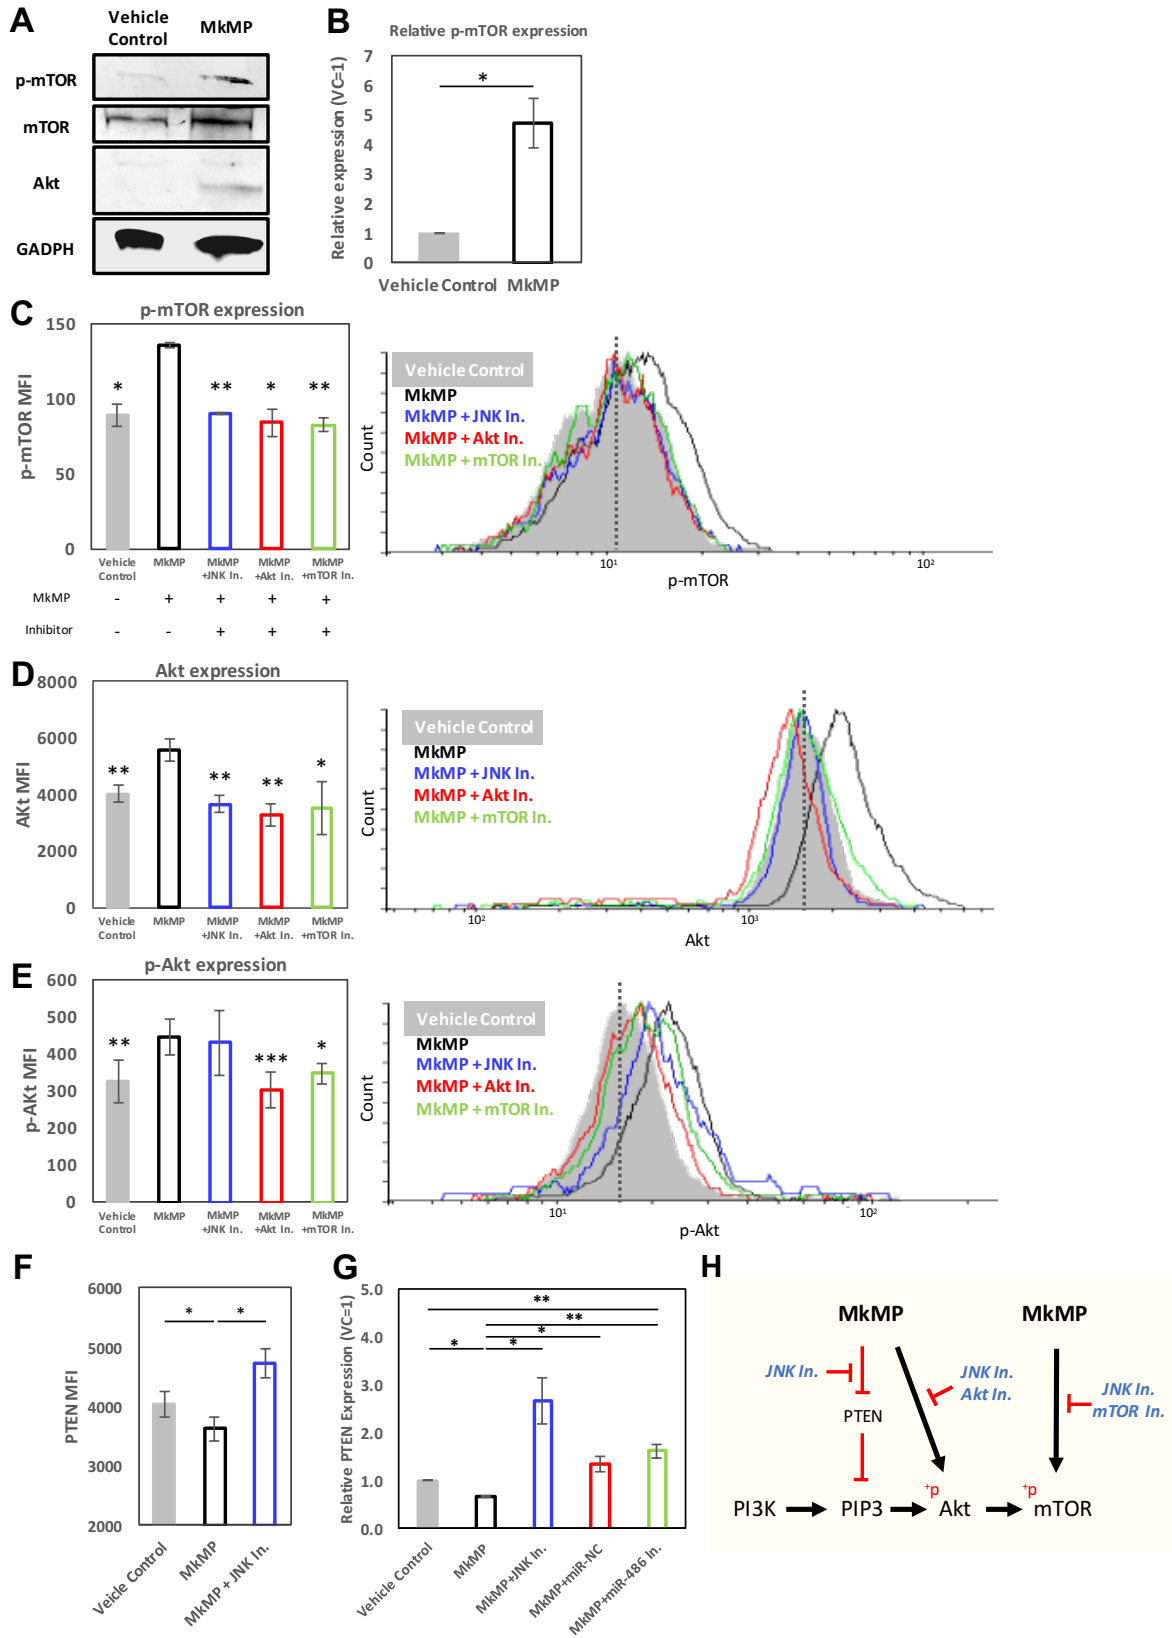 A
Vehicle
Control
MkMP
p-mTOR
mTOR
Akt
GADPH
B
Relative p-mTOR expression
Relative expression (VC=1)
7
6
5
4
3
2
1
0
*
Vehicle Control MkMP
C
p-mTOR expression
p-mTOR MFI
150
100
50
0
* ** * **
Vehicle Control
MkMP
MkMP +JNK In.
MkMP +Akt In.
MkMP +mTOR In.
MkMP - + + + +
Inhibitor - - + + +
Vehicle Control
MkMP
MkMP + JNK In.
MkMP + Akt In.
MkMP + mTOR In.
Count
10¹ 10²
p-mTOR
D
Akt expression
AKt MFI
8000
6000
4000
2000
0
** ** ** *
Vehicle Control
MkMP
MkMP +JNK In.
MkMP +Akt In.
MkMP +mTOR In.
Vehicle Control
MkMP
MkMP + JNK In.
MkMP + Akt In.
MkMP + mTOR In.
Count
10² 10³
Akt
E
p-Akt expression
p-AKt MFI
600
500
400
300
200
100
0
** *** *
Vehicle Control
MkMP
MkMP +JNK In.
MkMP +Akt In.
MkMP +mTOR In.
Vehicle Control
MkMP
MkMP + JNK In.
MkMP + Akt In.
MkMP + mTOR In.
Count
10¹ 10²
p-Akt
F
PTEN MFI
6000
5000
4000
3000
2000
* *
Veicle Control
MkMP
MkMP + JNK In.
G
Relative PTEN Expression (VC=1)
5.0
4.0
3.0
2.0
1.0
0.0
**
**
*
* *
Vehicle Control
MkMP
MkMP+JNK In.
MkMP+miR-NC
MkMP+miR-486 In.
H
MkMP MkMP
JNK In.
JNK In.
Akt In.
JNK In.
mTOR In.
PTEN
+p +p
PI3K PIP3 Akt mTOR